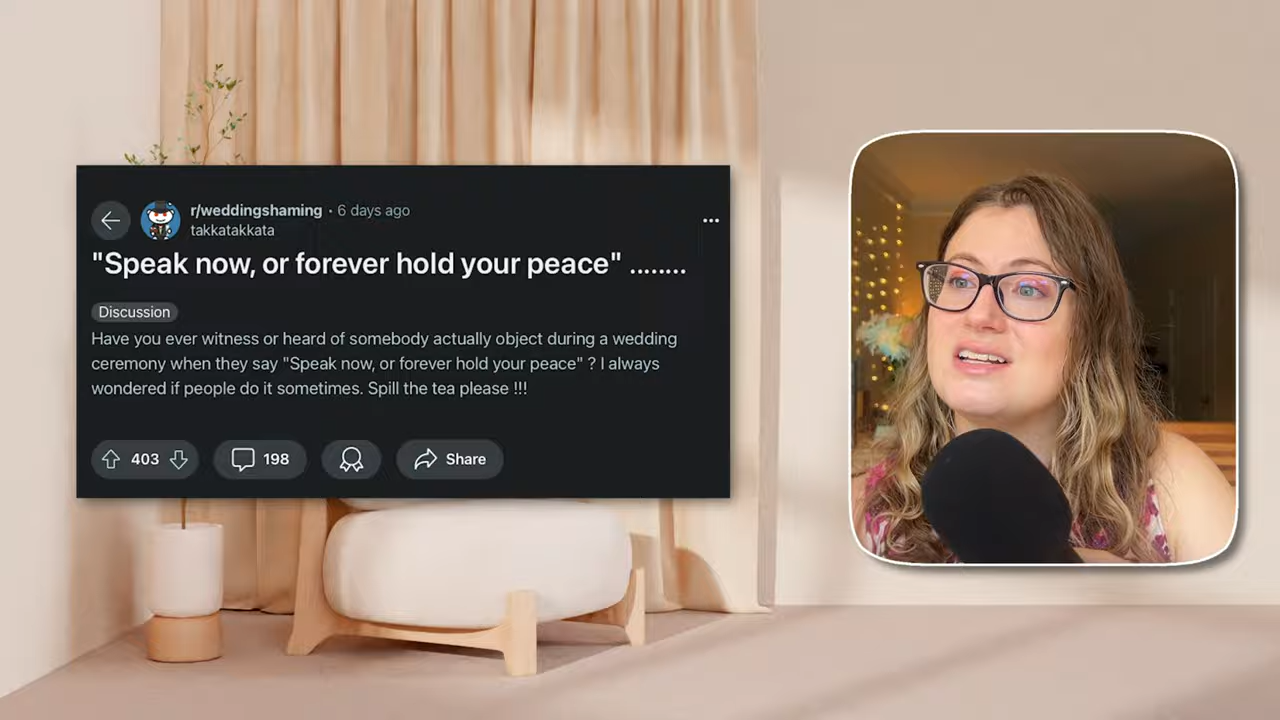 r/weddingshaming · 6 days ago
takkatakkata
"Speak now, or forever hold your peace" ........
Discussion
Have you ever witness or heard of somebody actually object during a wedding
ceremony when they say "Speak now, or forever hold your peace" ? I always
wondered if people do it sometimes. Spill the tea please !!!
403 198 Share